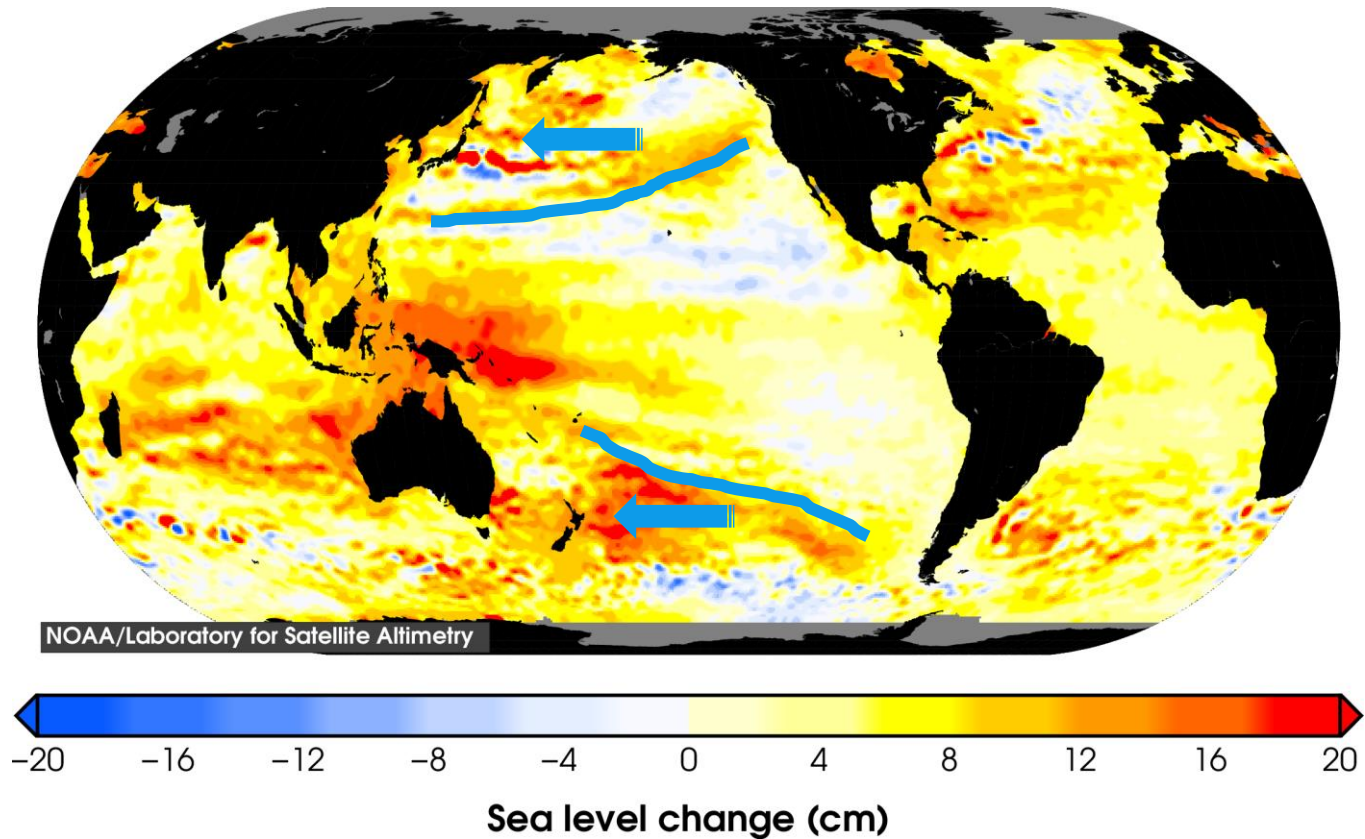 NOAA/Laboratory for Satellite Altimetry
−20 −16 −12 −8 −4 0 4 8 12 16 20
Sea level change (cm)